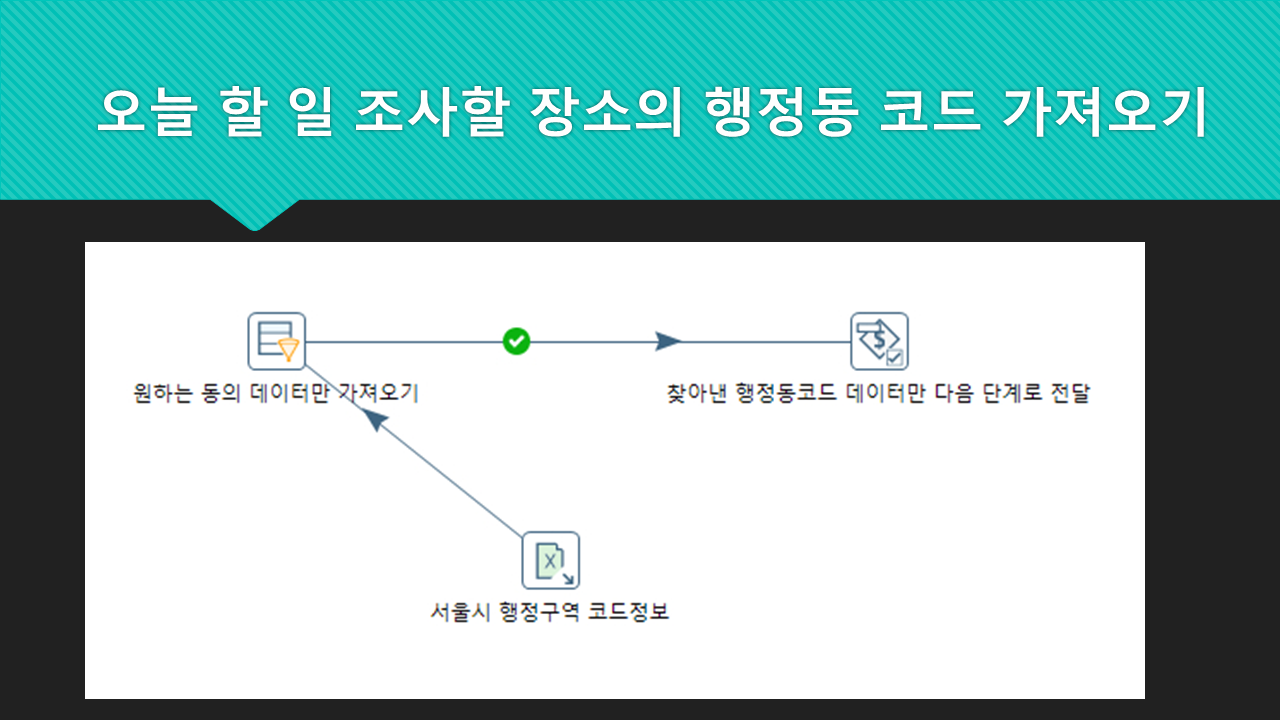 오늘 할 일 조사할 장소의 행정동 코드 가져오기
원하는 동의 데이터만 가져오기
찾아낸 행정동코드 데이터만 다음 단계로 전달
서울시 행정구역 코드정보